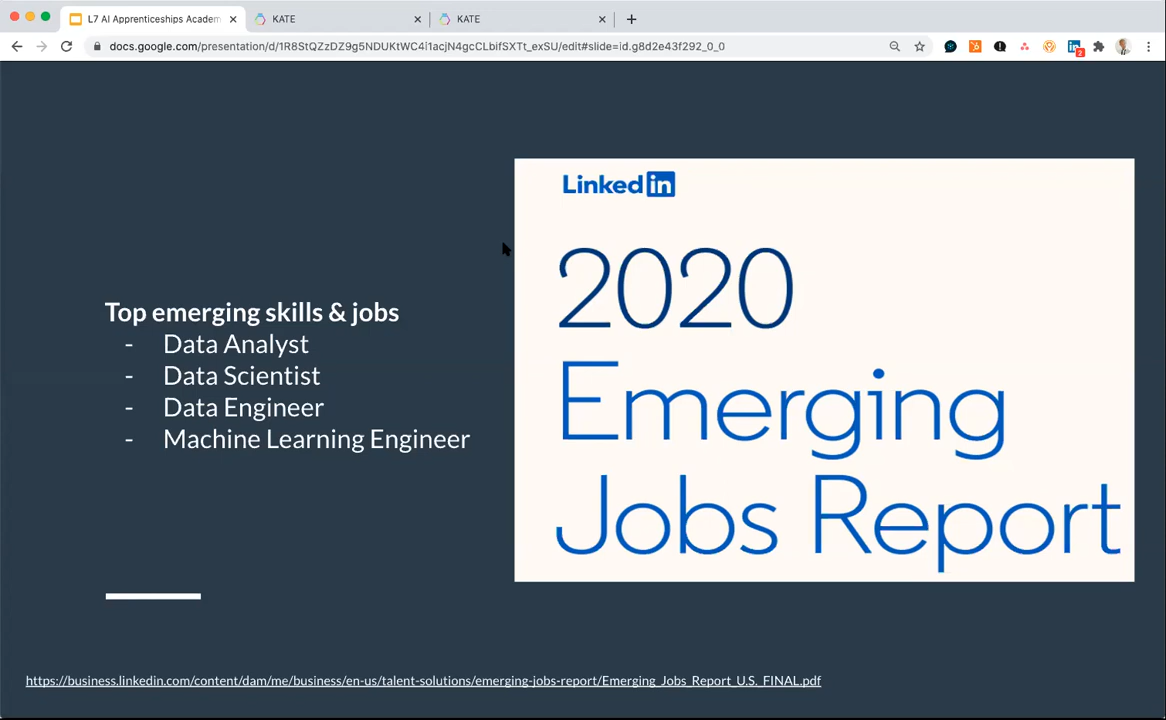 L7 AI Apprenticeships Academ
KATE
KATE
docs.google.com/presentation/d/1R8StQZzDZ9g5NDUKtWC4i1acjN4gcCLbifSXTt_exSU/edit#slide=id.g8d2e43f292_0_0
2
Linked in
2020
Emerging
Jobs Report
Top emerging skills & jobs
- Data Analyst
- Data Scientist
- Data Engineer
- Machine Learning Engineer
https://business.linkedin.com/content/dam/me/business/en-us/talent-solutions/emerging-jobs-report/Emerging_Jobs_Report_U.S._FINAL.pdf